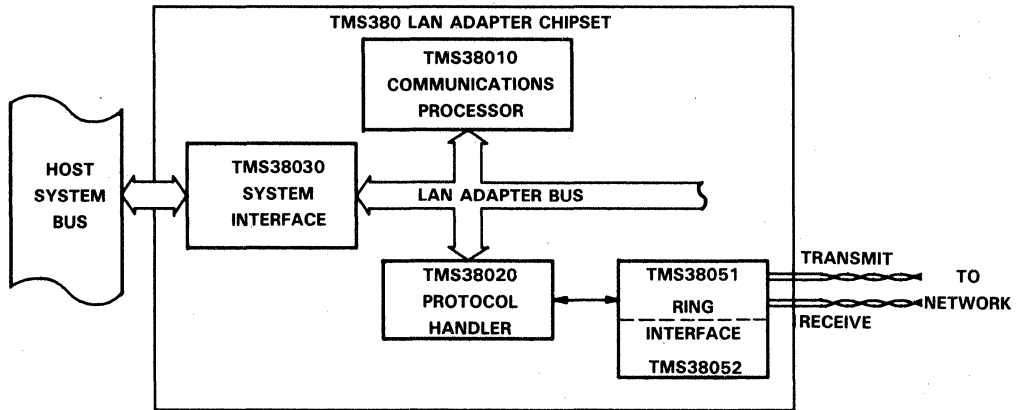 TMS380 LAN ADAPTER CHIPSET
TMS38010
COMMUNICATIONS
PROCESSOR
HOST
SYSTEM
BUS
TMS38030
SYSTEM
INTERFACE
LAN ADAPTER BUS
TMS38020
PROTOCOL
HANDLER
TMS38051
RING
INTERFACE
TMS38052
TRANSMIT
RECEIVE
TO
NETWORK